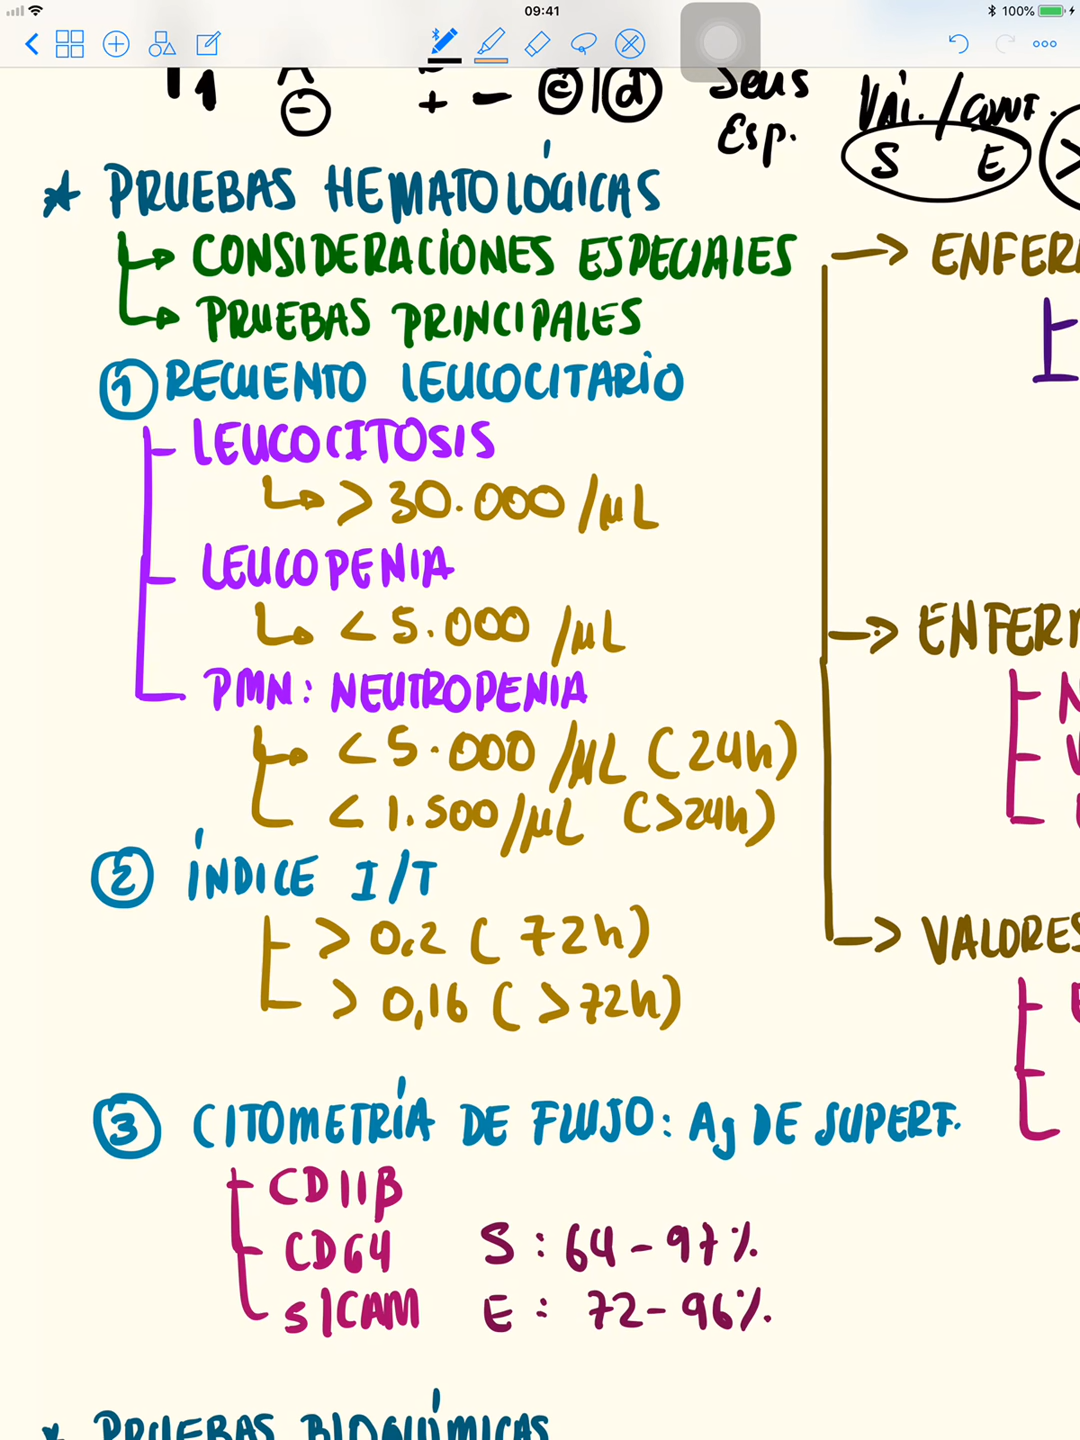 09:41
100%
+ - c | d
Sens
Esp.
Val. / CONT.
S E
★ PRUEBAS HEMATOLÓGICAS
CONSIDERACIONES ESPECIALES
PRUEBAS PRINCIPALES
① RECUENTO LEUCOCITARIO
LEUCOCITOSIS
> 30.000 /μL
LEUCOPENIA
< 5.000 /μL
PMN: NEUTROPENIA
< 5.000 /μL (24h)
< 1.500/μL (>24h)
② ÍNDICE I/T
> 0.2 (72h)
> 0,16 (>72h)
③ CITOMETRÍA DE FLUJO: Ag DE SUPERF.
CD11β
CD64 S: 64-97%.
sICAM E: 72-96%.
* PRUEBAS BIOQUÍMICAS
→ ENFER
→ ENFER
→ VALORES